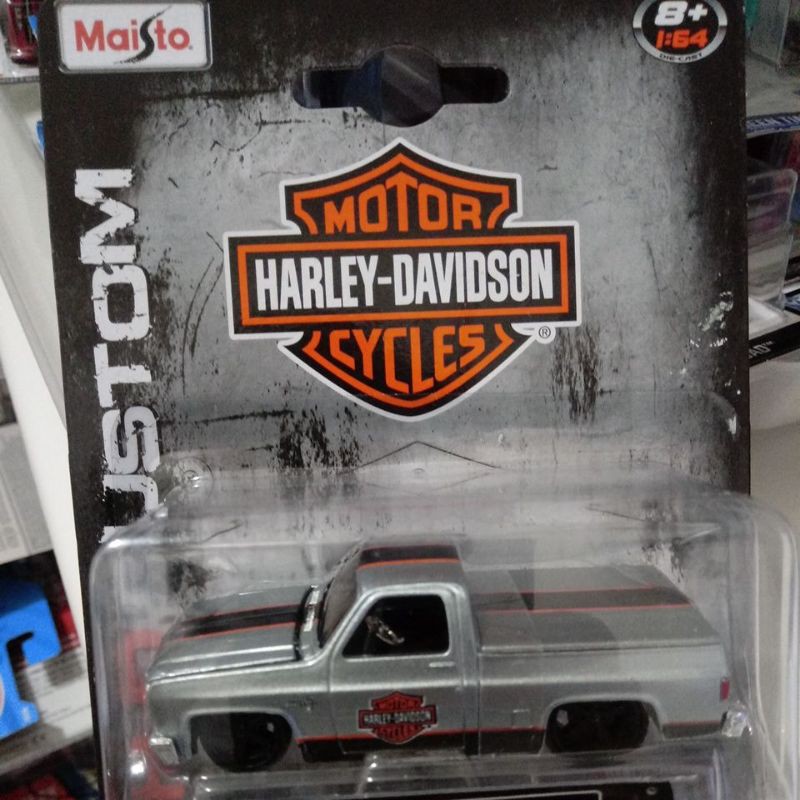 Maisto
8+
1:64
DIE-CAST
MOTOR
HARLEY-DAVIDSON
CYCLES
®
USTOM
MOTOR
HARLEY-DAVIDSON
CYCLES